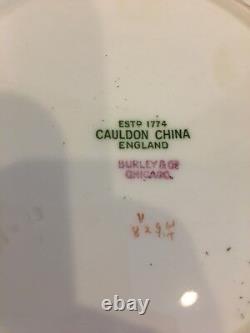 ESTD 1774
CAULDON CHINA
ENGLAND
BURLEY & Co
CHICAGO.